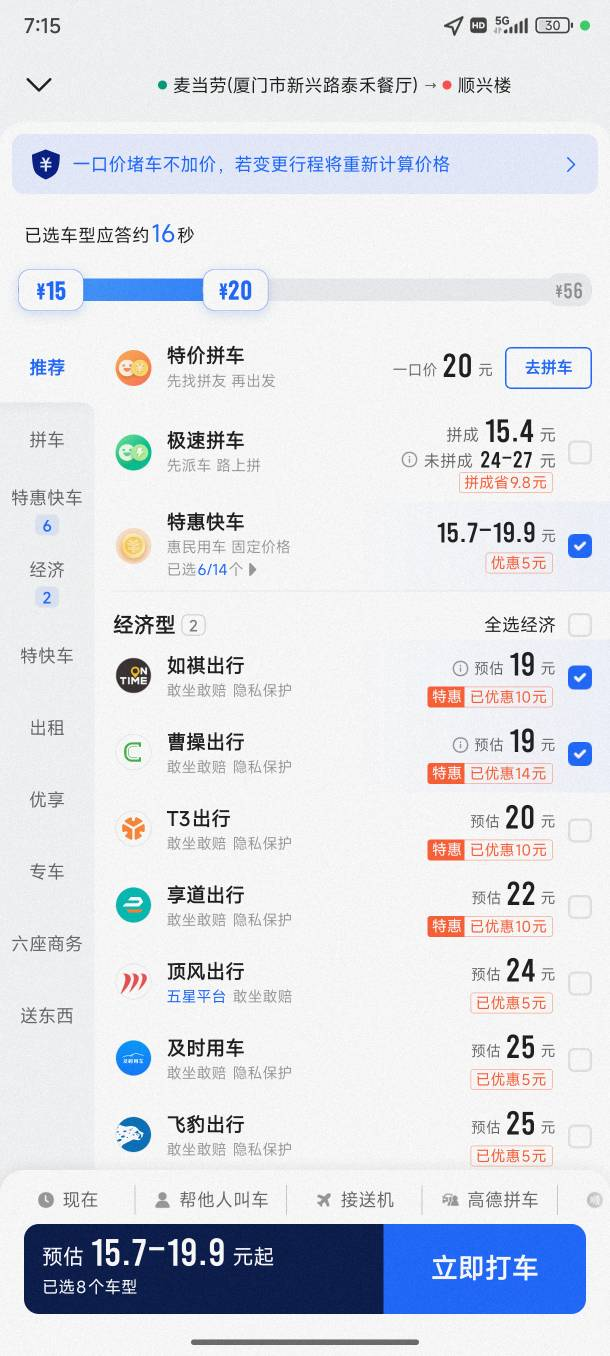 7:15
HD 5G 30
麦当劳(厦门市新兴路泰禾餐厅) → 顺兴楼
一口价堵车不加价，若变更行程将重新计算价格
已选车型应答约16秒
¥15 ¥20 ¥56
推荐
拼车
特惠快车
6
经济
2
特快车
出租
优享
专车
六座商务
送东西
特价拼车
先找拼友 再出发
一口价 20 元
去拼车
极速拼车
先派车 路上拼
拼成 15.4 元
未拼成 24-27 元
拼成省9.8元
特惠快车
惠民用车 固定价格
已选6/14个
15.7-19.9 元
优惠5元
经济型 2
全选经济
ON TIME
如祺出行
敢坐敢赔 隐私保护
预估 19 元
特惠 已优惠10元
曹操出行
敢坐敢赔 隐私保护
预估 19 元
特惠 已优惠14元
T3出行
敢坐敢赔 隐私保护
预估 20 元
特惠 已优惠10元
享道出行
敢坐敢赔 隐私保护
预估 22 元
特惠 已优惠10元
顶风出行
五星平台 敢坐敢赔
预估 24 元
已优惠5元
及时用车
敢坐敢赔 隐私保护
预估 25 元
已优惠5元
飞豹出行
敢坐敢赔 隐私保护
预估 25 元
已优惠5元
现在 帮他人叫车 接送机 高德拼车
预估 15.7-19.9 元起
已选8个车型
立即打车